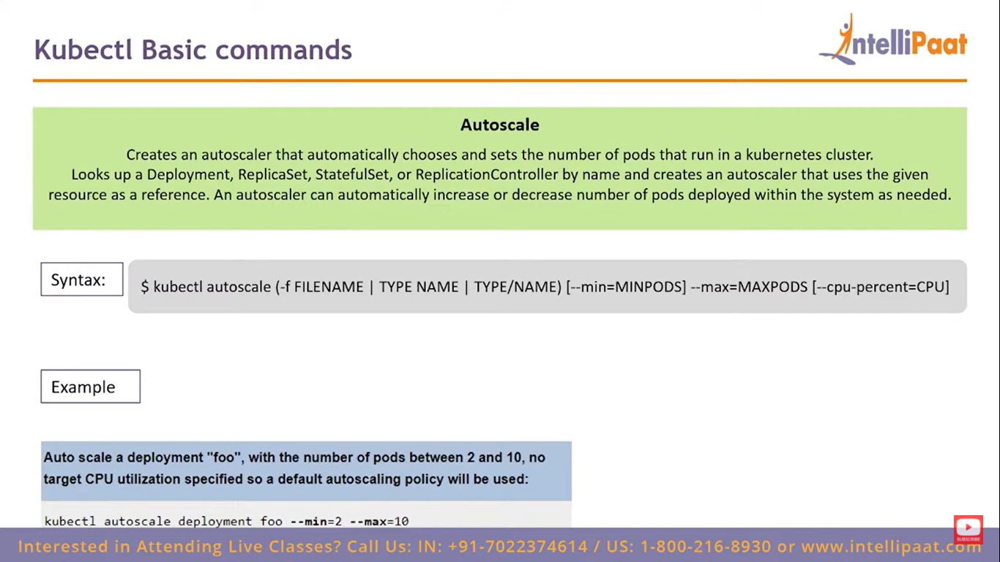 Kubectl Basic commands
IntelliPaat
Autoscale
Creates an autoscaler that automatically chooses and sets the number of pods that run in a kubernetes cluster.
Looks up a Deployment, ReplicaSet, StatefulSet, or ReplicationController by name and creates an autoscaler that uses the given
resource as a reference. An autoscaler can automatically increase or decrease number of pods deployed within the system as needed.
Syntax:
$ kubectl autoscale (-f FILENAME | TYPE NAME | TYPE/NAME) [--min=MINPODS] --max=MAXPODS [--cpu-percent=CPU]
Example
Auto scale a deployment "foo", with the number of pods between 2 and 10, no
target CPU utilization specified so a default autoscaling policy will be used:
kubectl autoscale deployment foo --min=2 --max=10
SUBSCRIBE
Interested in Attending Live Classes? Call Us: IN: +91-7022374614 / US: 1-800-216-8930 or www.intellipaat.com